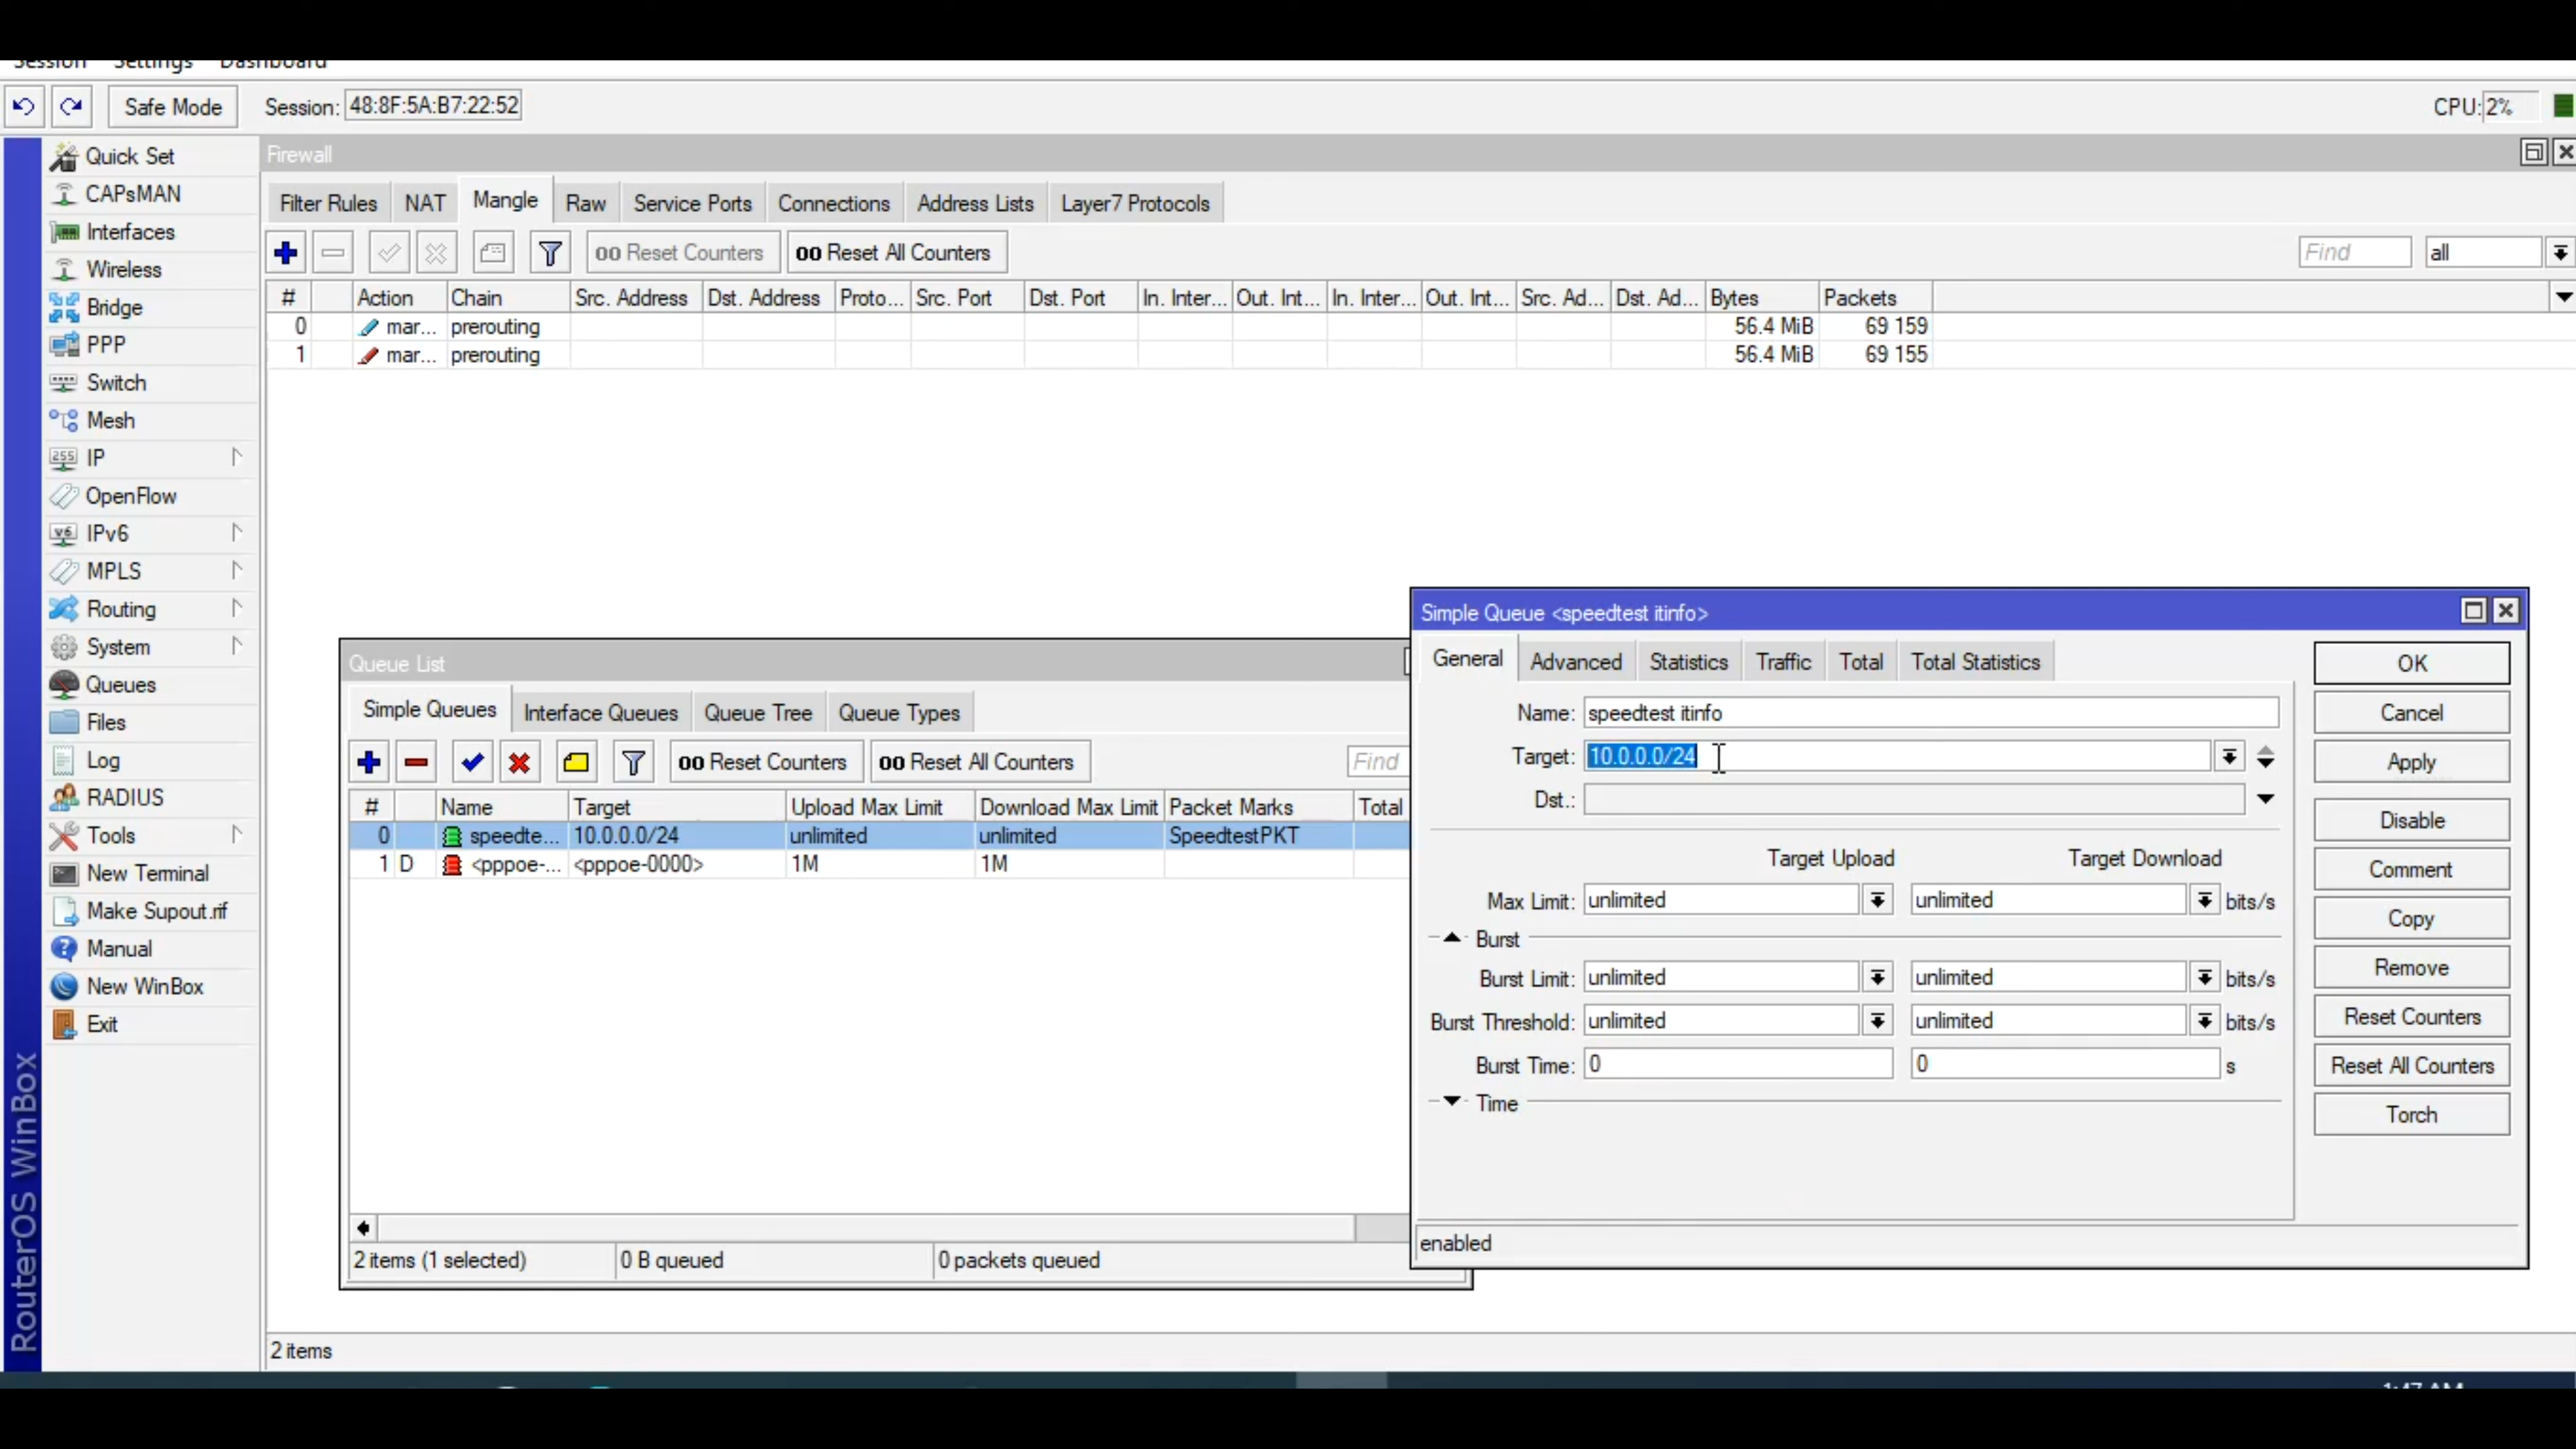 Session Settings Dashboard
Safe Mode Session: 48:8F:5A:B7:22:52 CPU: 2%
Quick Set
CAPsMAN
Interfaces
Wireless
Bridge
PPP
Switch
Mesh
255 IP
OpenFlow
v6 IPv6
MPLS
Routing
System
Queues
Files
Log
RADIUS
Tools
New Terminal
Make Supout.rif
Manual
New WinBox
Exit
RouterOS WinBox
Firewall
Filter Rules NAT Mangle Raw Service Ports Connections Address Lists Layer7 Protocols
00 Reset Counters 00 Reset All Counters Find all
# Action Chain Src. Address Dst. Address Proto... Src. Port Dst. Port In. Inter... Out. Int... In. Inter... Out. Int... Src. Ad... Dst. Ad... Bytes Packets
0 mar... prerouting 56.4 MiB 69 159
1 mar... prerouting 56.4 MiB 69 155
2 items
Queue List
Simple Queues Interface Queues Queue Tree Queue Types
00 Reset Counters 00 Reset All Counters Find
# Name Target Upload Max Limit Download Max Limit Packet Marks Total
0 speedte... 10.0.0.0/24 unlimited unlimited SpeedtestPKT
1 D <pppoe-... <pppoe-0000> 1M 1M
2 items (1 selected) 0 B queued 0 packets queued
Simple Queue <speedtest itinfo>
General Advanced Statistics Traffic Total Total Statistics
Name: speedtest itinfo
Target: 10.0.0.0/24
Dst.:
Target Upload Target Download
Max Limit: unlimited unlimited bits/s
Burst
Burst Limit: unlimited unlimited bits/s
Burst Threshold: unlimited unlimited bits/s
Burst Time: 0 0 s
Time
enabled
OK
Cancel
Apply
Disable
Comment
Copy
Remove
Reset Counters
Reset All Counters
Torch
1:47 AM